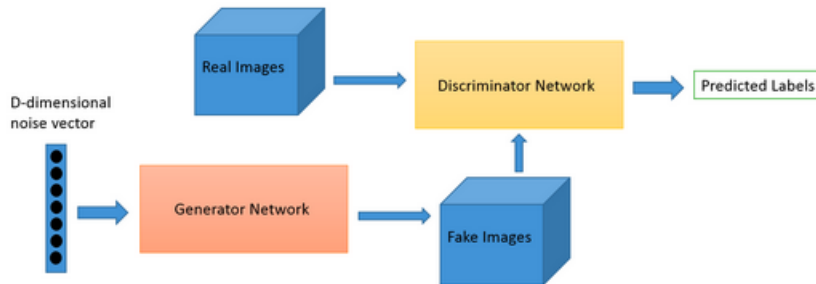 Real Images
Discriminator Network
Predicted Labels
D-dimensional
noise vector
Generator Network
Fake Images